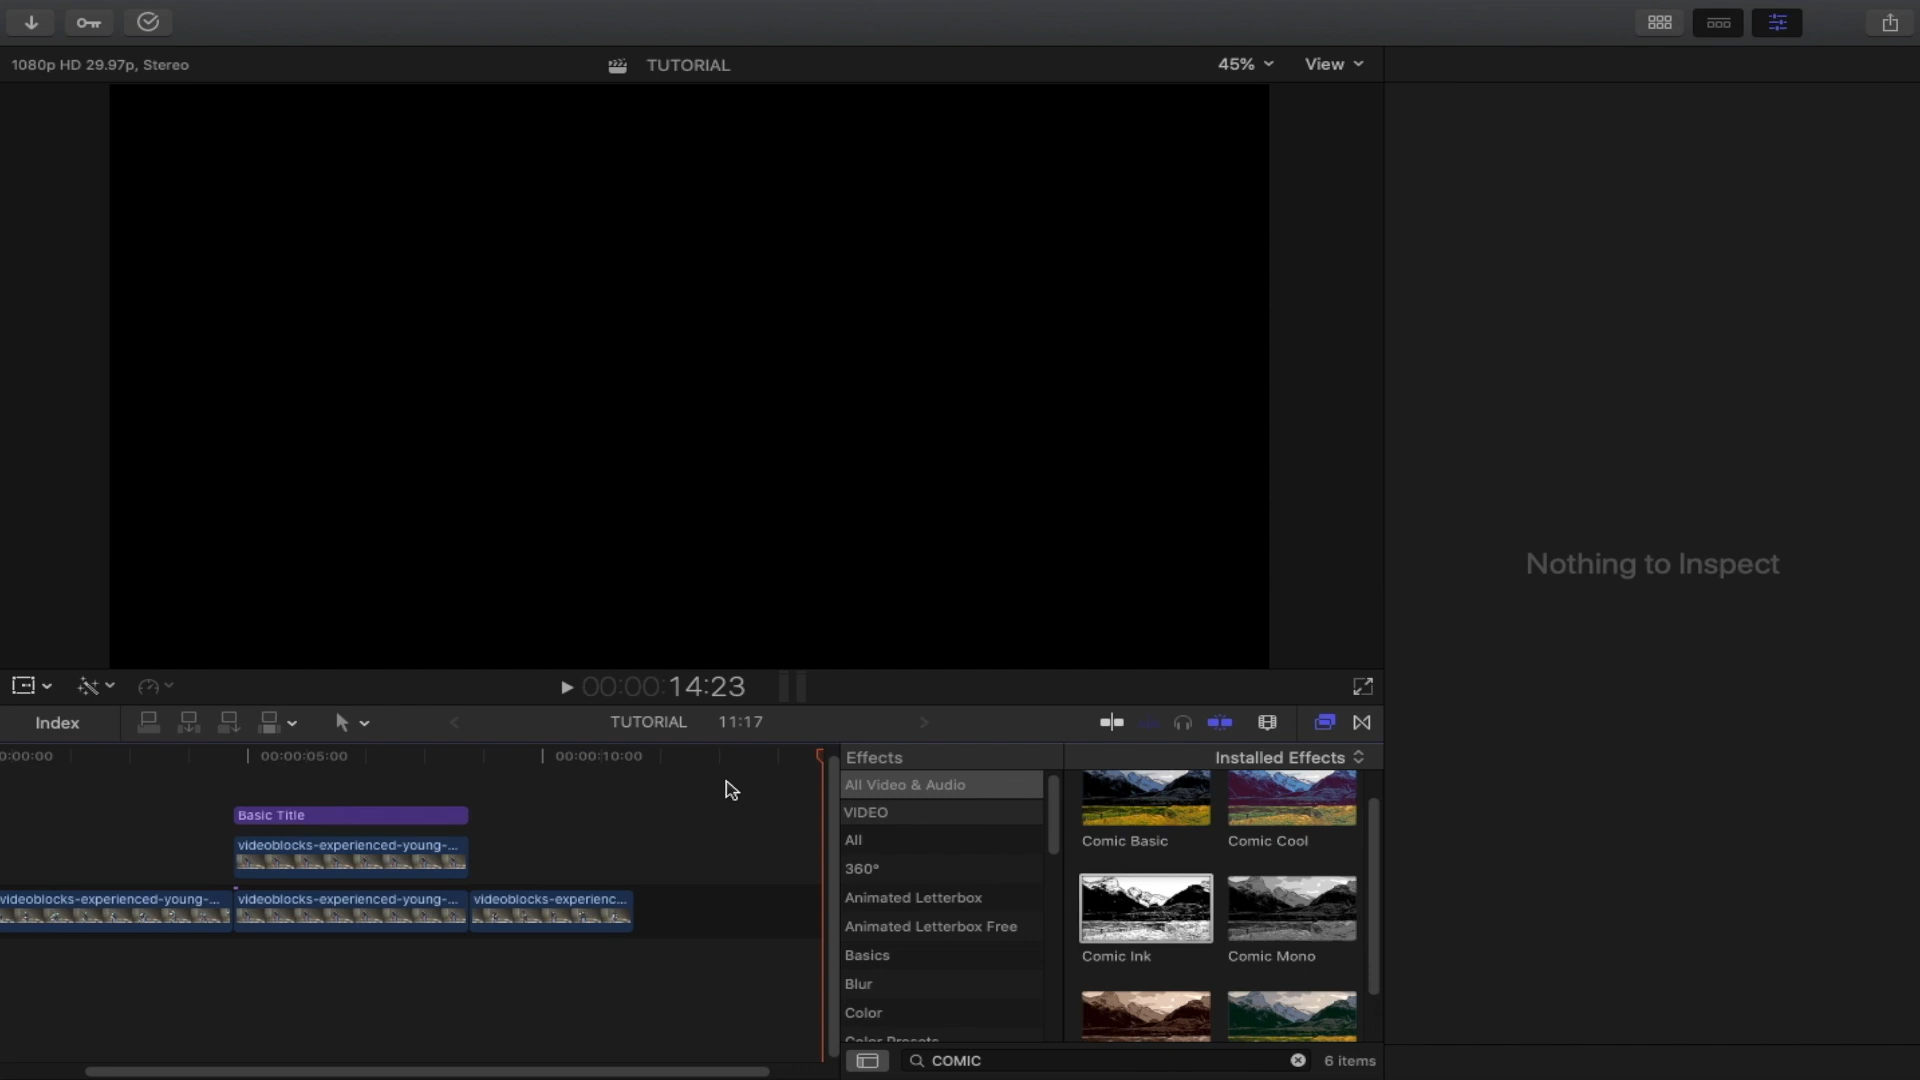 1080p HD 29.97p, Stereo
TUTORIAL
45%
View
Nothing to Inspect
00:00:14:23
Index
TUTORIAL 11:17
0:00:00
00:00:05:00
00:00:10:00
Basic Title
videoblocks-experienced-young-...
videoblocks-experienced-young-...
videoblocks-experienced-young-...
videoblocks-experienc...
Effects
Installed Effects
All Video & Audio
VIDEO
All
360°
Animated Letterbox
Animated Letterbox Free
Basics
Blur
Color
Color Presets
Comic Basic
Comic Cool
Comic Ink
Comic Mono
COMIC
6 items